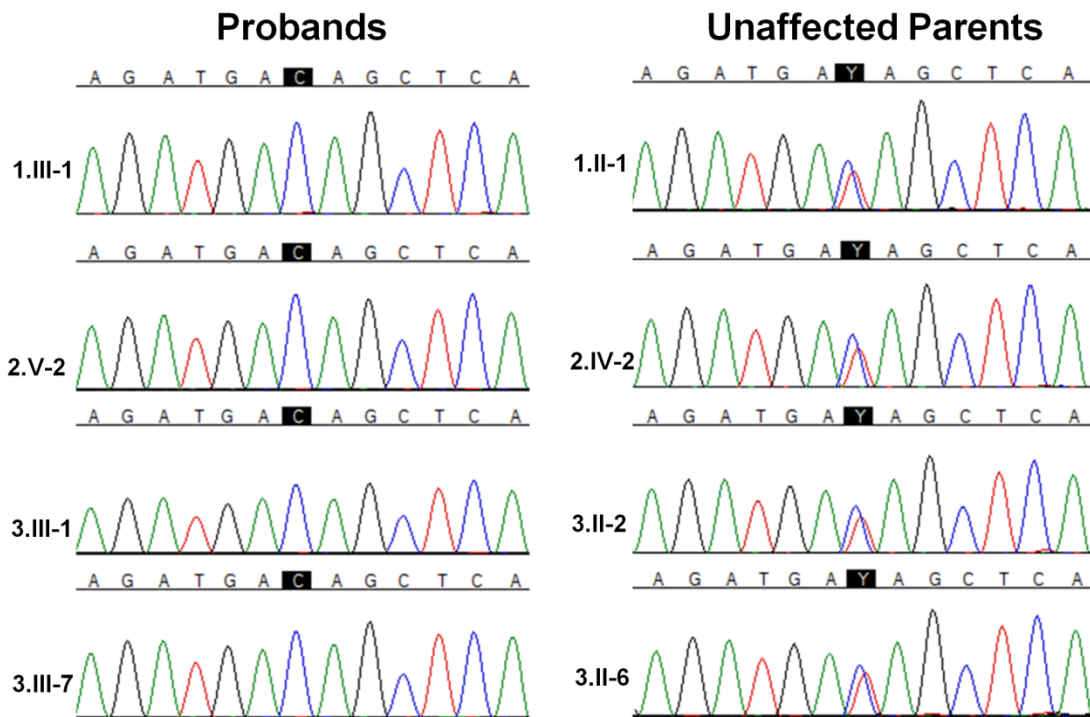 Probands
Unaffected Parents
A G A T G A C A G C T C A
A G A T G A Y A G C T C A
1.III-1
1.II-1
A G A T G A C A G C T C A
A G A T G A Y A G C T C A
2.V-2
2.IV-2
A G A T G A C A G C T C A
A G A T G A Y A G C T C A
3.III-1
3.II-2
A G A T G A C A G C T C A
A G A T G A Y A G C T C A
3.III-7
3.II-6